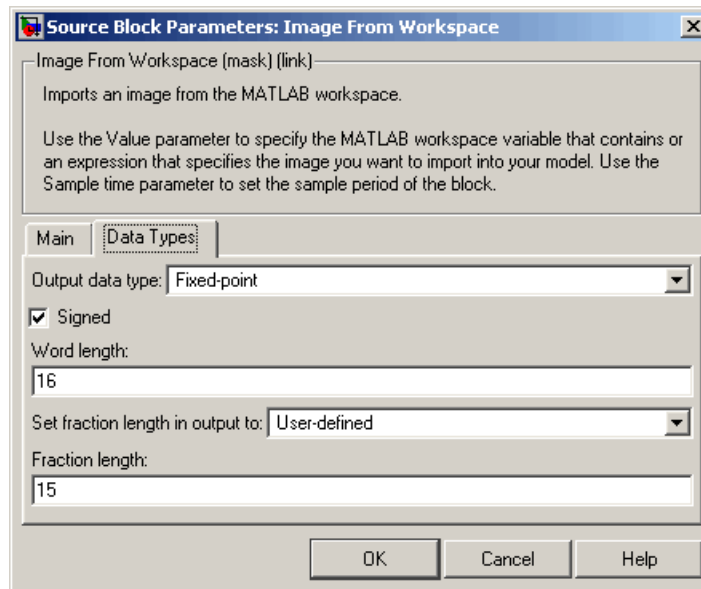 Source Block Parameters: Image From Workspace
Image From Workspace (mask) (link)
Imports an image from the MATLAB workspace.
Use the Value parameter to specify the MATLAB workspace variable that contains or
an expression that specifies the image you want to import into your model. Use the
Sample time parameter to set the sample period of the block.
Main Data Types
Output data type: Fixed-point
Signed
Word length:
16
Set fraction length in output to: User-defined
Fraction length:
15
OK Cancel Help